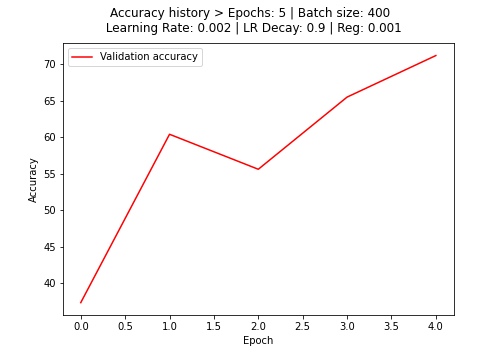 Accuracy history > Epochs: 5 | Batch size: 400
Learning Rate: 0.002 | LR Decay: 0.9 | Reg: 0.001
Validation accuracy
Accuracy
70
65
60
55
50
45
40
0.0 0.5 1.0 1.5 2.0 2.5 3.0 3.5 4.0
Epoch